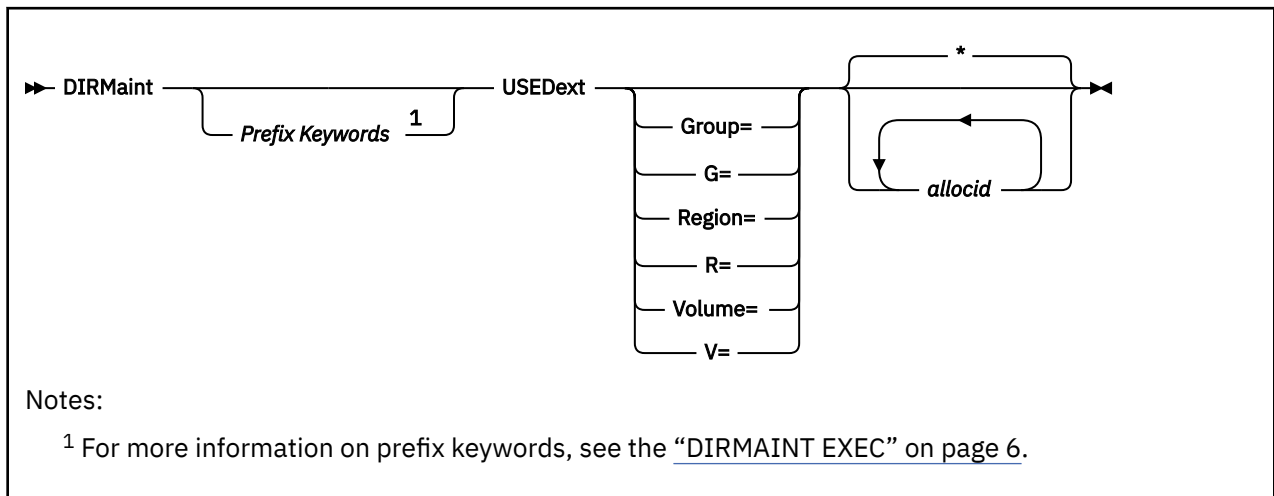 *
DIRMaint
USEDext
Prefix Keywords 1
Group=
G=
Region=
R=
Volume=
V=
allocid
Notes:
1 For more information on prefix keywords, see the “DIRMAINT EXEC” on page 6.